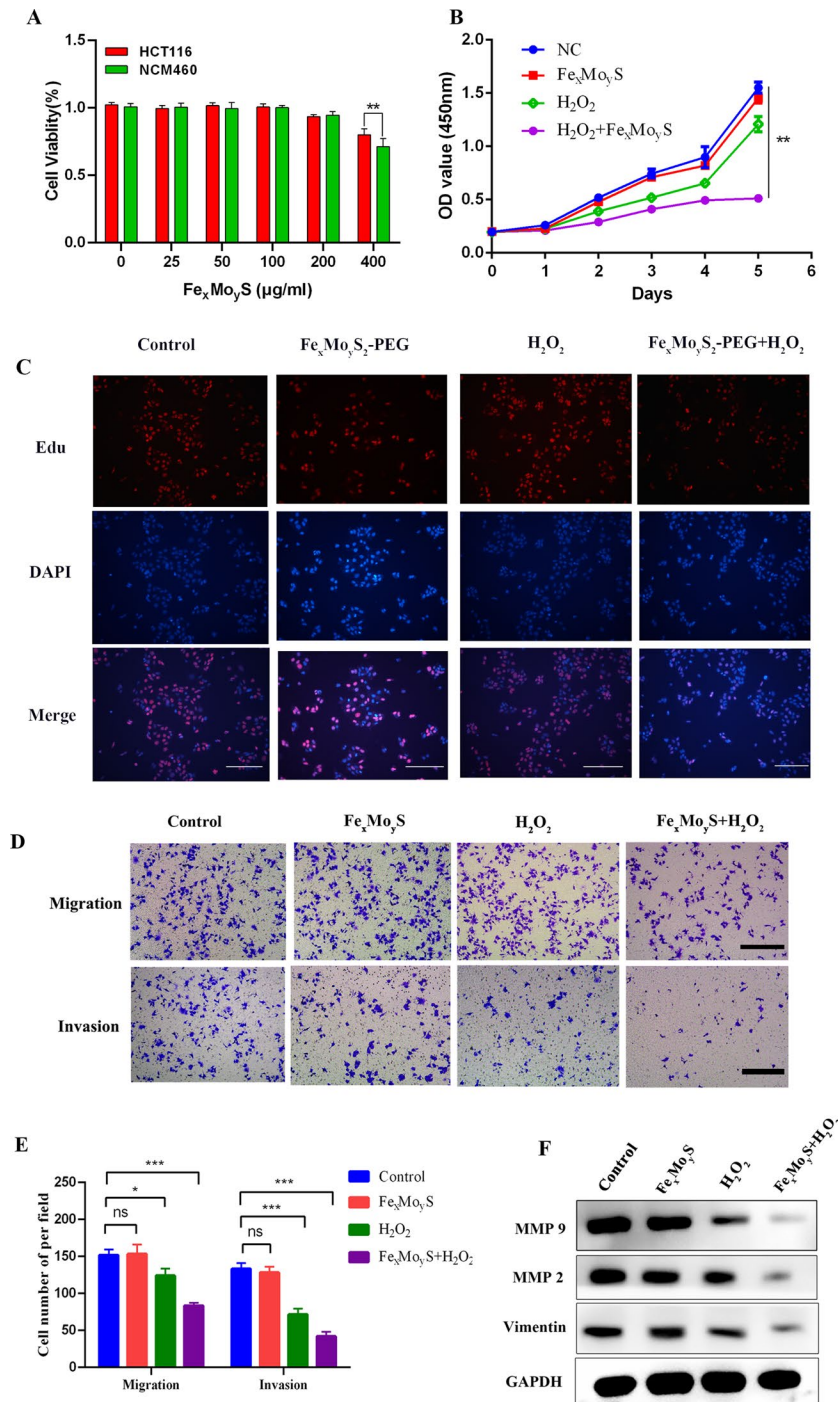 A
Cell Viablity(%)
1.5
1.0
0.5
0.0
HCT116
NCM460
**
0 25 50 100 200 400
FexMoyS (μg/ml)
B
OD value (450nm)
2.0
1.5
1.0
0.5
0.0
NC
FexMoyS
H2O2
H2O2+FexMoyS
**
0 1 2 3 4 5 6
Days
C
Control FexMoyS2-PEG H2O2 FexMoyS2-PEG+H2O2
Edu
DAPI
Merge
D
Control FexMoyS H2O2 FexMoyS+H2O2
Migration
Invasion
E
Cell number of per field
250
200
150
100
50
0
***
*
ns
***
***
ns
Control
FexMoyS
H2O2
FexMoyS+H2O2
Migration Invasion
F
Control FexMoyS H2O2 FexMoyS+H2O
MMP 9
MMP 2
Vimentin
GAPDH